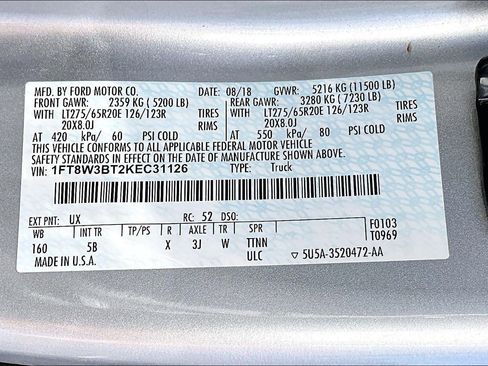 MFD. BY FORD MOTOR CO. 08/18 GVWR: 5216 KG (11500 LB)
FRONT GAWR: 2359 KG (5200 LB) REAR GAWR: 3280 KG (7230 LB)
WITH LT275/65R20E 126/123R TIRES WITH LT275/65R20E 126/123R TIRES
20X8.0J 20X8.0J
AT 420 kPa/ 60 PSI COLD AT 550 kPa/ 80 PSI COLD
THIS VEHICLE CONFORMS TO ALL APPLICABLE FEDERAL MOTOR VEHICLE
SAFETY STANDARDS IN EFFECT ON THE DATE OF MANUFACTURE SHOWN ABOVE.
VIN: 1FT8W3BT2KEC31126 TYPE: Truck
EXT PNT: UX RC: 52 DSO:
WB INT TR TP/PS R AXLE TR SPR F0103
160 5B X 3J W TTNN T0969
MADE IN U.S.A. ULC 5U5A-3520472-AA